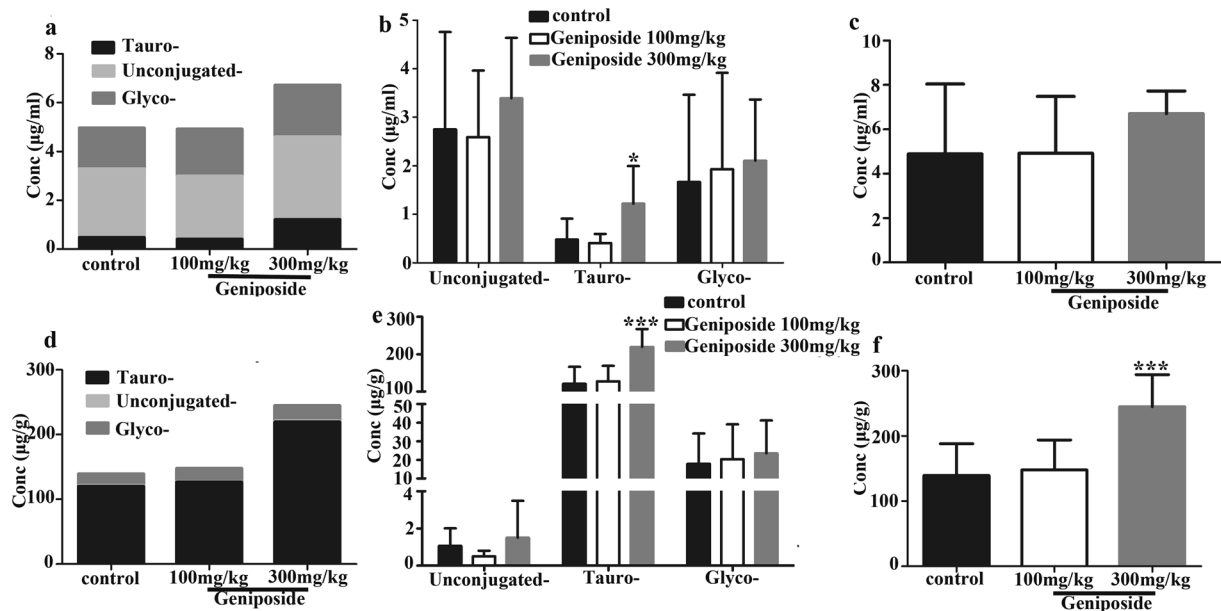 a
Tauro-
Unconjugated-
Glyco-
8
6
4
2
0
Conc (μg/ml)
control
100mg/kg
300mg/kg
Geniposide
b
control
Geniposide 100mg/kg
Geniposide 300mg/kg
5
4
3
2
1
0
Conc (μg/ml)
*
Unconjugated-
Tauro-
Glyco-
c
10
8
6
4
2
0
Conc (μg/ml)
control
100mg/kg
300mg/kg
Geniposide
d
Tauro-
Unconjugated-
Glyco-
300
200
100
0
Conc (μg/g)
control
100mg/kg
300mg/kg
Geniposide
e
control
Geniposide 100mg/kg
Geniposide 300mg/kg
300
200
100
50
40
30
20
10
4
2
0
Conc (μg/g)
***
Unconjugated-
Tauro-
Glyco-
f
300
200
100
0
Conc (μg/g)
***
control
100mg/kg
300mg/kg
Geniposide